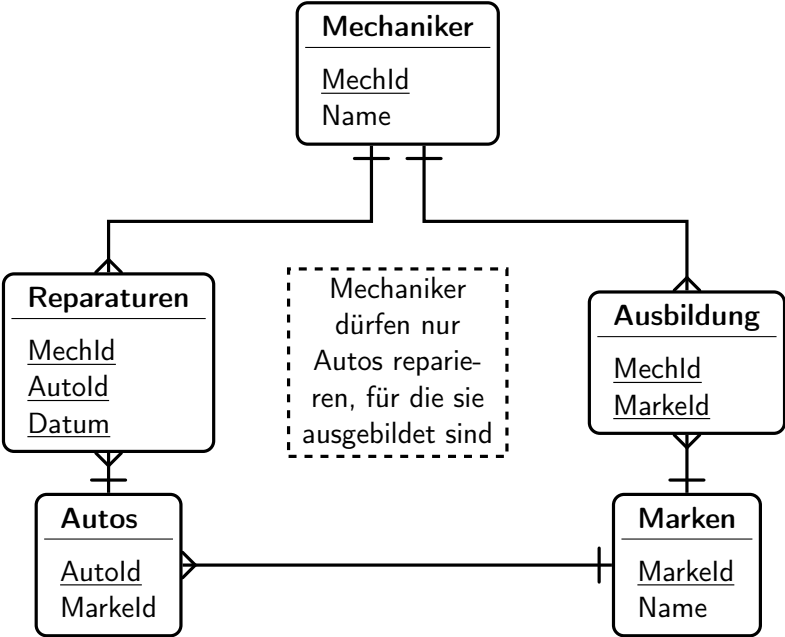 Mechaniker
MechId
Name
Reparaturen
MechId
AutoId
Datum
Mechaniker
dürfen nur
Autos reparie-
ren, für die sie
ausgebildet sind
Ausbildung
MechId
MarkeId
Autos
AutoId
MarkeId
Marken
MarkeId
Name